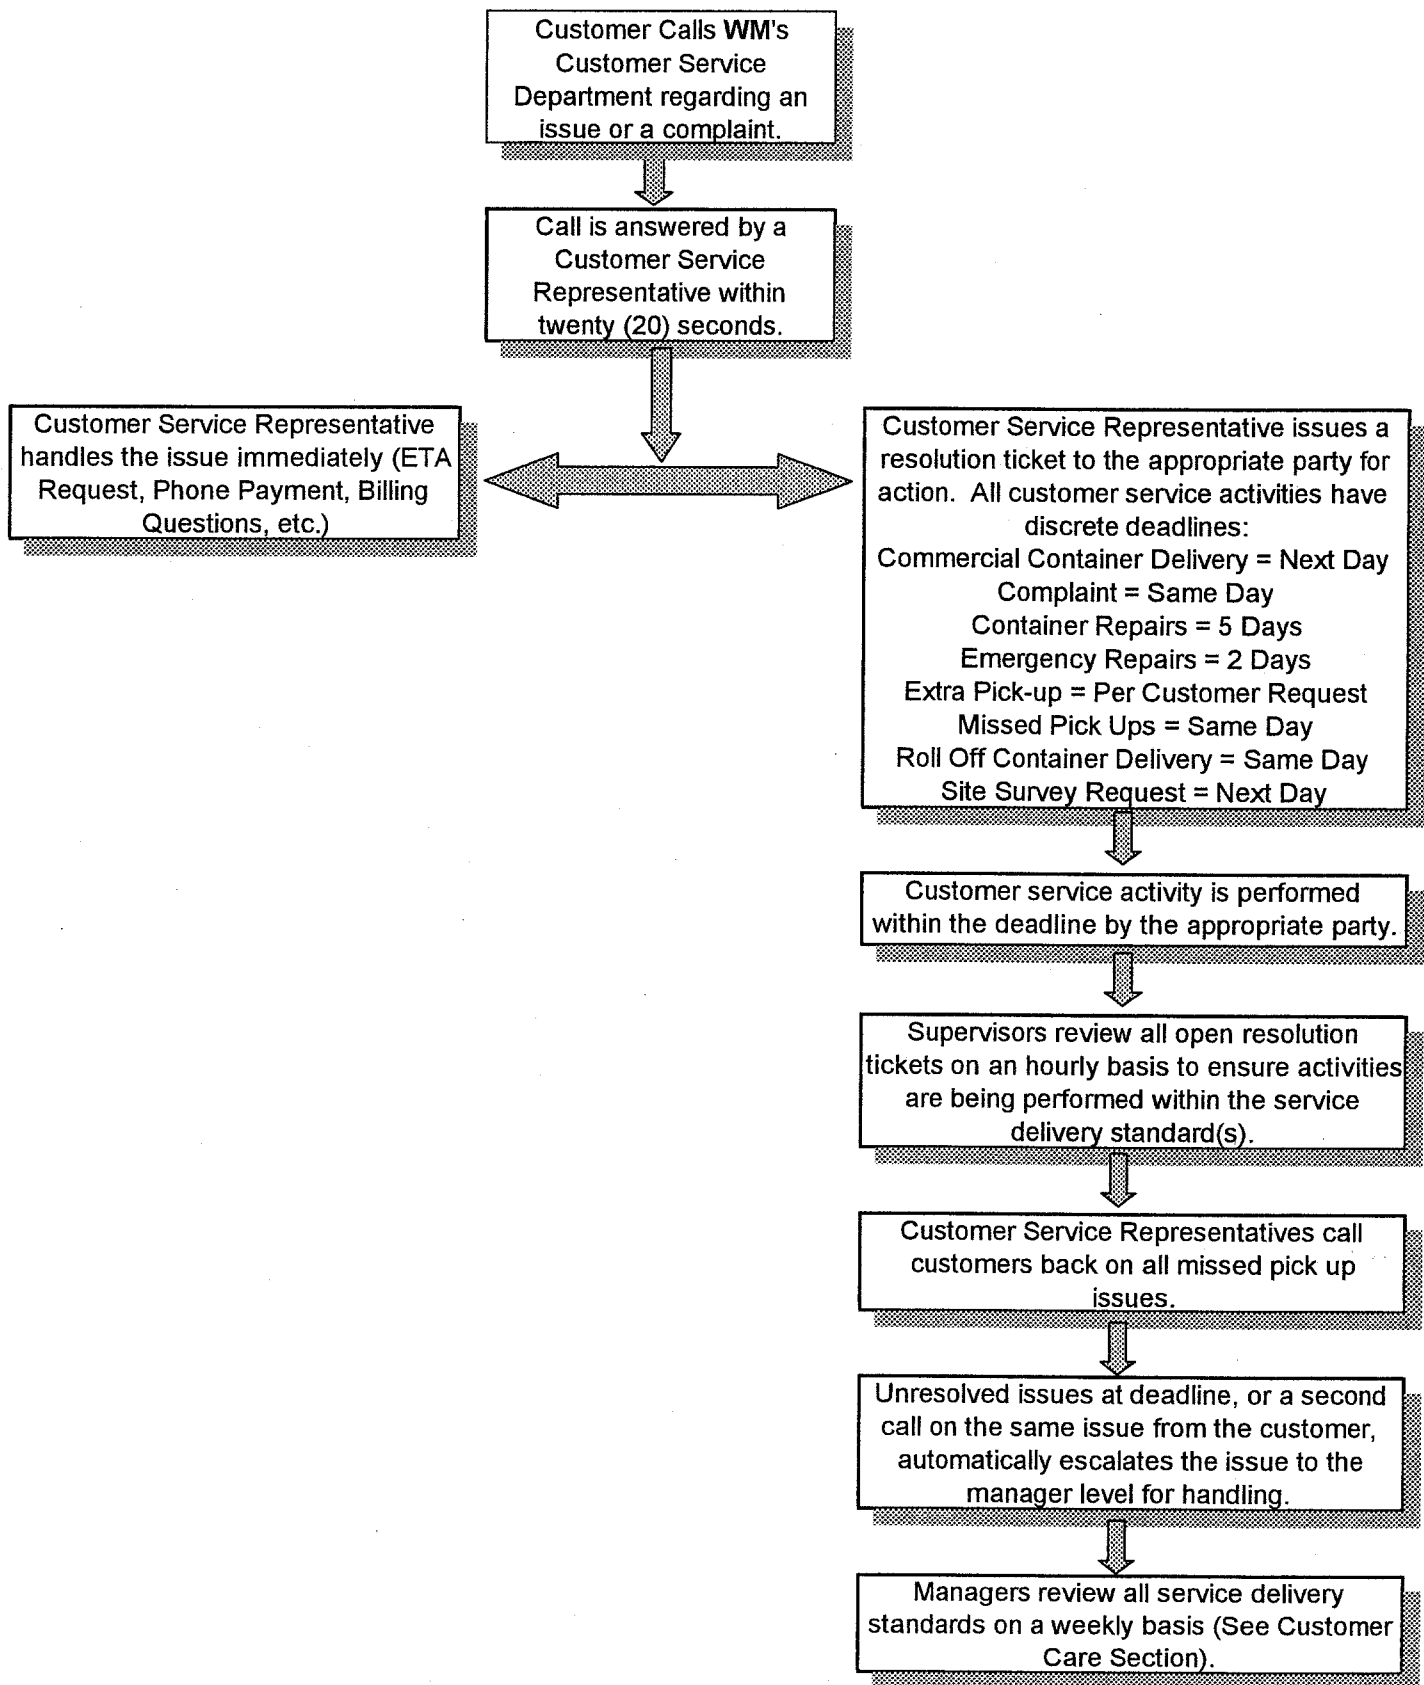 Customer Calls WM's
Customer Service
Department regarding an
issue or a complaint.
Call is answered by a
Customer Service
Representative within
twenty (20) seconds.
Customer Service Representative
handles the issue immediately (ETA
Request, Phone Payment, Billing
Questions, etc.)
Customer Service Representative issues a
resolution ticket to the appropriate party for
action.  All customer service activities have
discrete deadlines:
Commercial Container Delivery = Next Day
Complaint = Same Day
Container Repairs = 5 Days
Emergency Repairs = 2 Days
Extra Pick-up = Per Customer Request
Missed Pick Ups = Same Day
Roll Off Container Delivery = Same Day
Site Survey Request = Next Day
Customer service activity is performed
within the deadline by the appropriate party.
Supervisors review all open resolution
tickets on an hourly basis to ensure activities
are being performed within the service
delivery standard(s).
Customer Service Representatives call
customers back on all missed pick up
issues.
Unresolved issues at deadline, or a second
call on the same issue from the customer,
automatically escalates the issue to the
manager level for handling.
Managers review all service delivery
standards on a weekly basis (See Customer
Care Section).